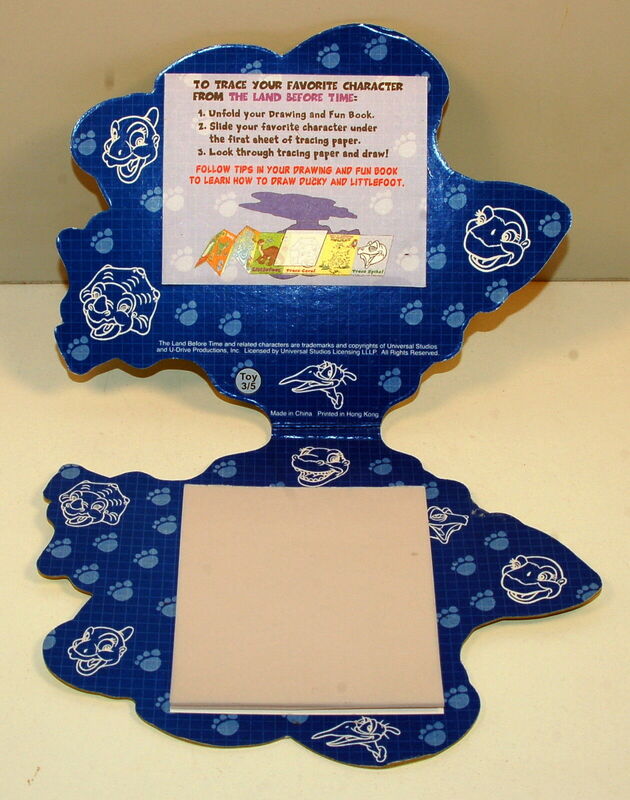 TO TRACE YOUR FAVORITE CHARACTER
FROM THE LAND BEFORE TIME:
1. Unfold your Drawing and Fun Book.
2. Slide your favorite character under
the first sheet of tracing paper.
3. Look through tracing paper and draw!
FOLLOW TIPS IN YOUR DRAWING AND FUN BOOK
TO LEARN HOW TO DRAW DUCKY AND LITTLEFOOT.
Littlefoot Trace Cera! Trace Spike!
The Land Before Time and related characters are trademarks and copyrights of Universal Studios
and U-Drive Productions, Inc. Licensed by Universal Studios Licensing LLLP. All Rights Reserved.
Toy
3/5
Made in China Printed in Hong Kong